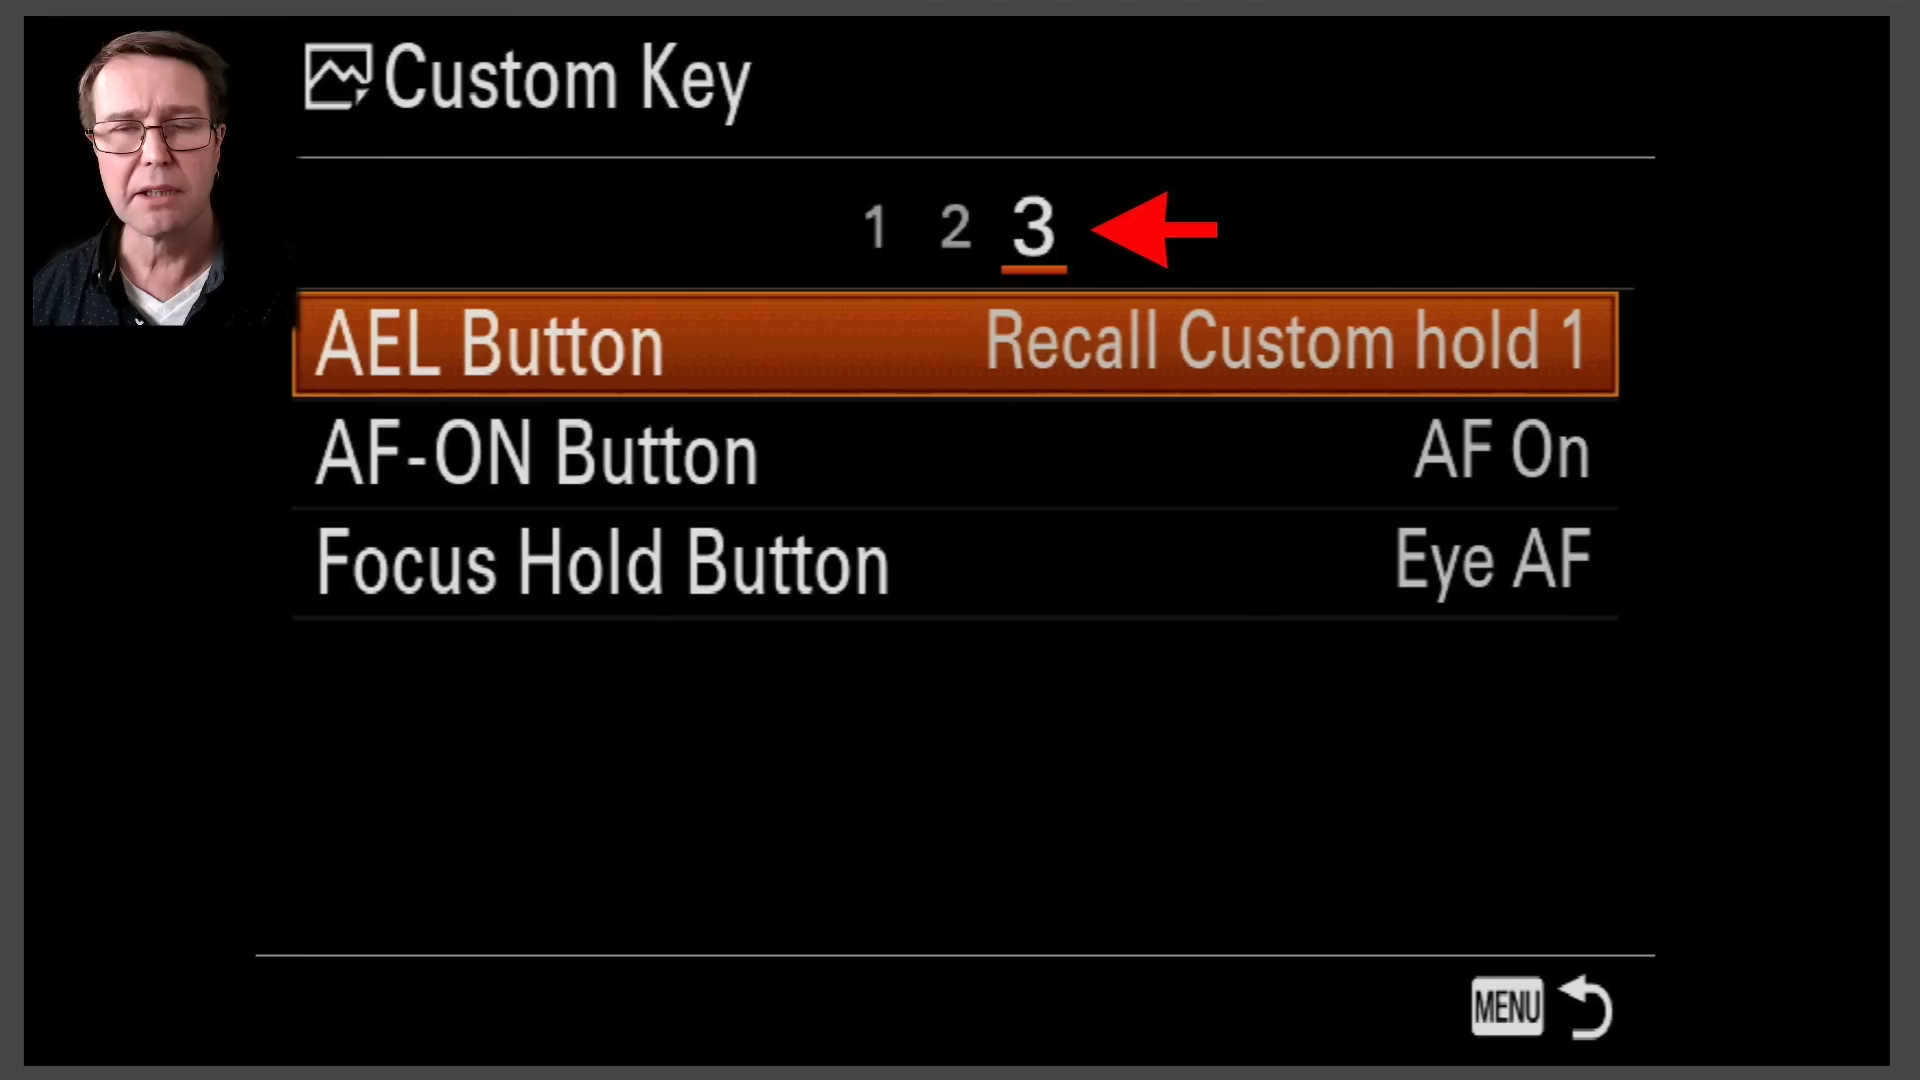 Custom Key
1 2 3
AEL Button Recall Custom hold 1
AF-ON Button AF On
Focus Hold Button Eye AF
MENU